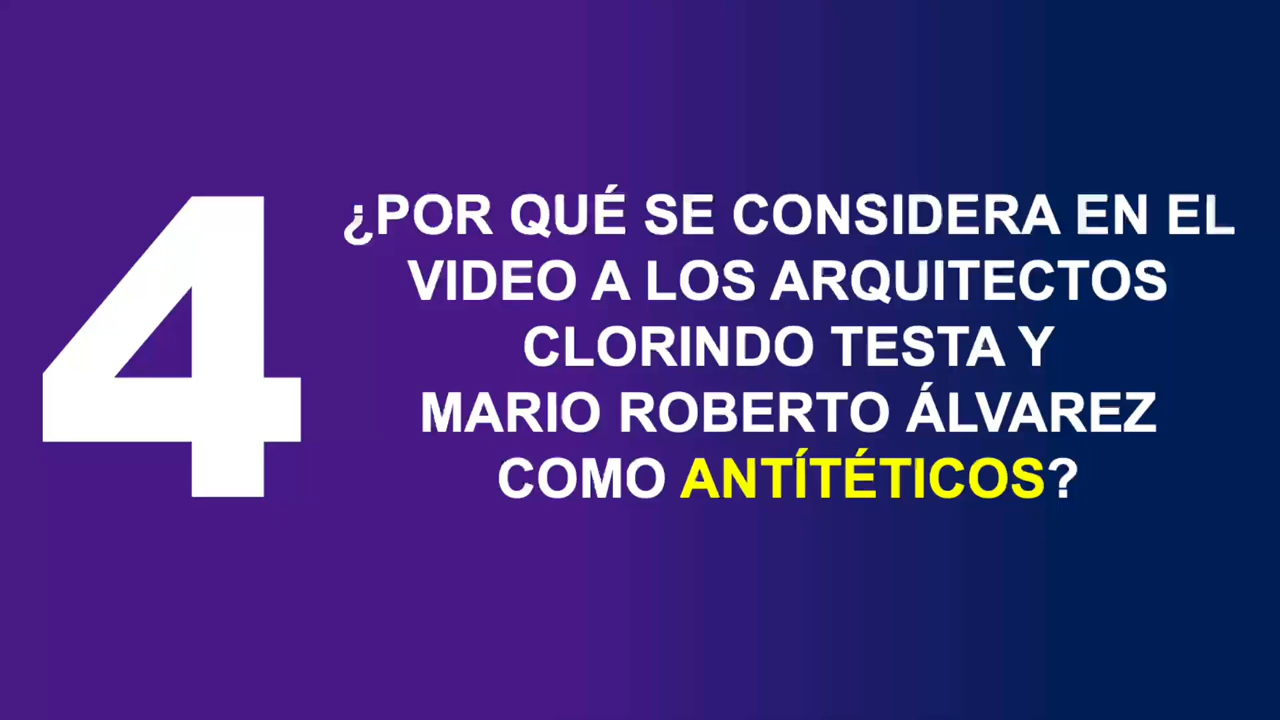 4
¿POR QUÉ SE CONSIDERA EN EL
VIDEO A LOS ARQUITECTOS
CLORINDO TESTA Y
MARIO ROBERTO ÁLVAREZ
COMO ANTÍTÉTICOS?